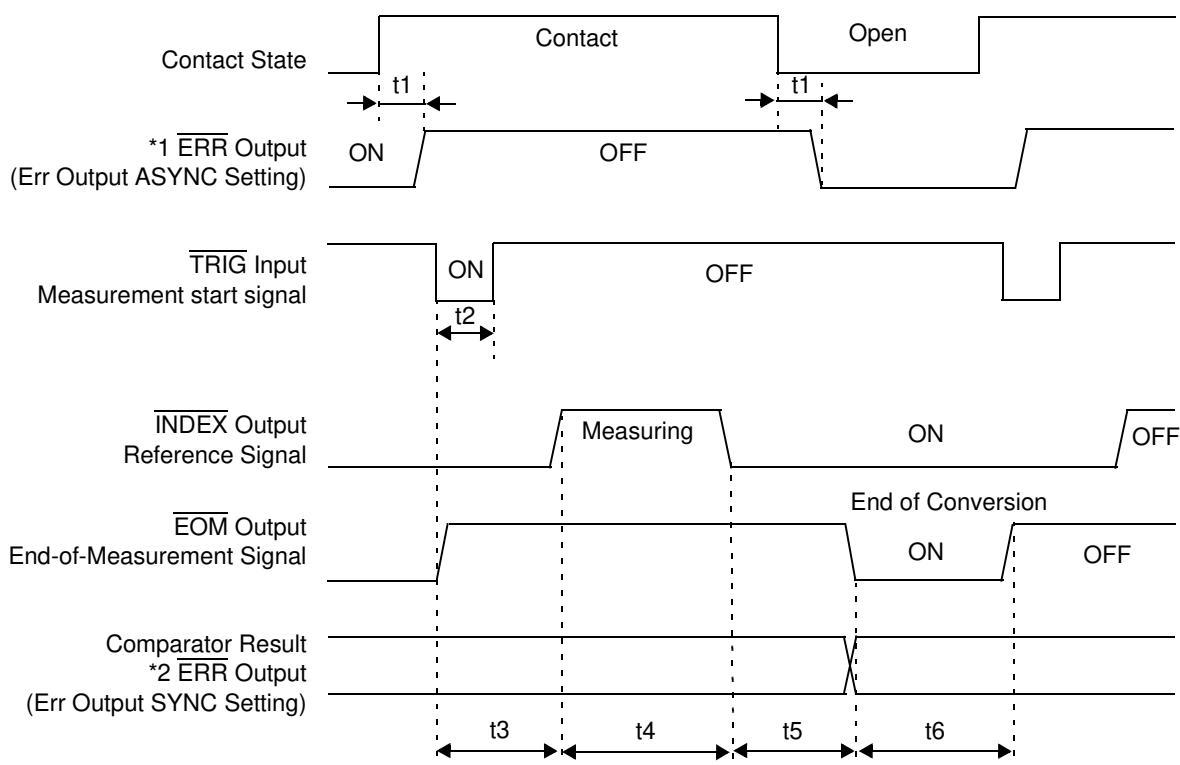 Contact State
Contact
Open
t1
t1
*1 ERR Output
(Err Output ASYNC Setting)
ON
OFF
TRIG Input
Measurement start signal
ON
OFF
t2
INDEX Output
Reference Signal
Measuring
ON
OFF
End of Conversion
EOM Output
End-of-Measurement Signal
ON
OFF
Comparator Result
*2 ERR Output
(Err Output SYNC Setting)
t3
t4
t5
t6